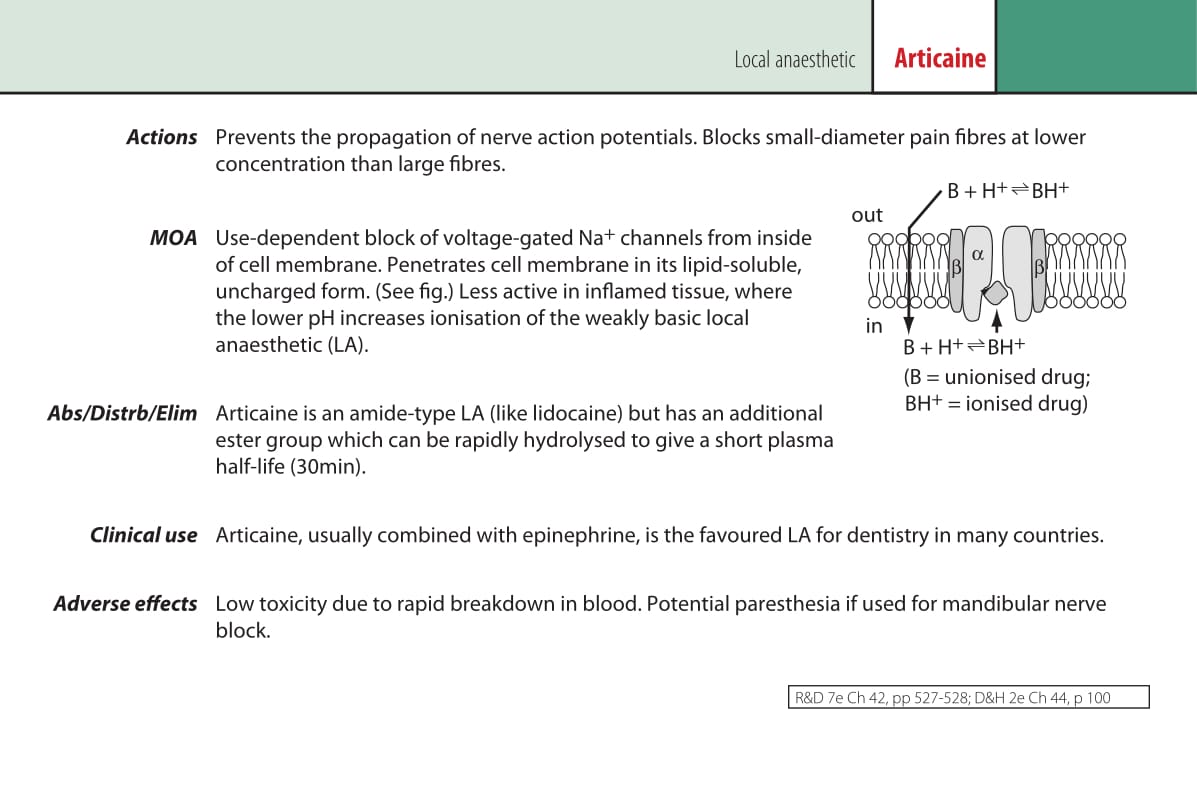 Local anaesthetic
Articaine
Actions Prevents the propagation of nerve action potentials. Blocks small-diameter pain fibres at lower
concentration than large fibres.
MOA Use-dependent block of voltage-gated Na⁺ channels from inside
of cell membrane. Penetrates cell membrane in its lipid-soluble,
uncharged form. (See fig.) Less active in inflamed tissue, where
the lower pH increases ionisation of the weakly basic local
anaesthetic (LA).
B + H⁺ ⇌ BH⁺
out
β
α
β
in
B + H⁺ ⇌ BH⁺
(B = unionised drug;
BH⁺ = ionised drug)
Abs/Distrb/Elim Articaine is an amide-type LA (like lidocaine) but has an additional
ester group which can be rapidly hydrolysed to give a short plasma
half-life (30min).
Clinical use Articaine, usually combined with epinephrine, is the favoured LA for dentistry in many countries.
Adverse effects Low toxicity due to rapid breakdown in blood. Potential paresthesia if used for mandibular nerve
block.
R&D 7e Ch 42, pp 527-528; D&H 2e Ch 44, p 100